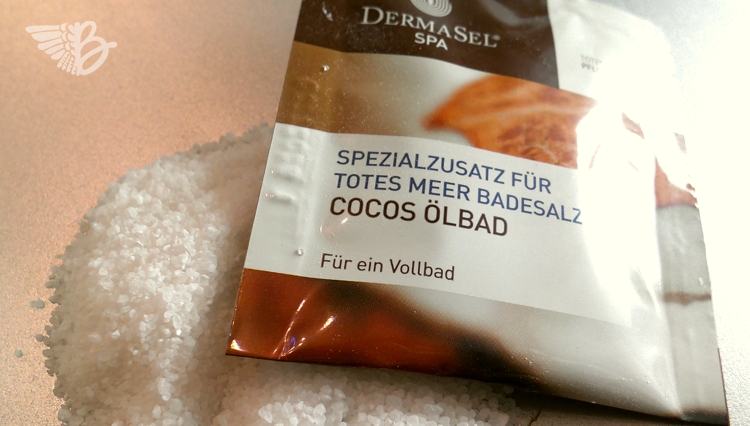 DERMASEL®
SPA
SPEZIALZUSATZ FÜR
TOTES MEER BADESALZ
COCOS ÖLBAD
Für ein Vollbad